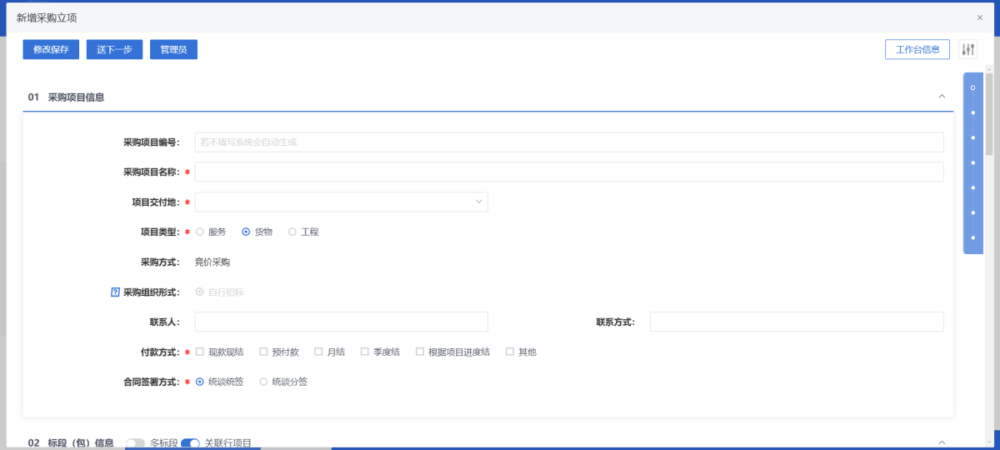 新增采购立项
修改保存 送下一步 管理员 工作台信息
01 采购项目信息
采购项目编号： 若不填写系统会自动生成
采购项目名称： *
项目交付地： *
项目类型： * 服务 货物 工程
采购方式： 竞价采购
采购组织形式： 自行招标
联系人： 联系方式：
付款方式： * 现款现结 预付款 月结 季度结 根据项目进度结 其他
合同签署方式： * 统谈统签 统谈分签
02 标段（包）信息 多标段 关联行项目